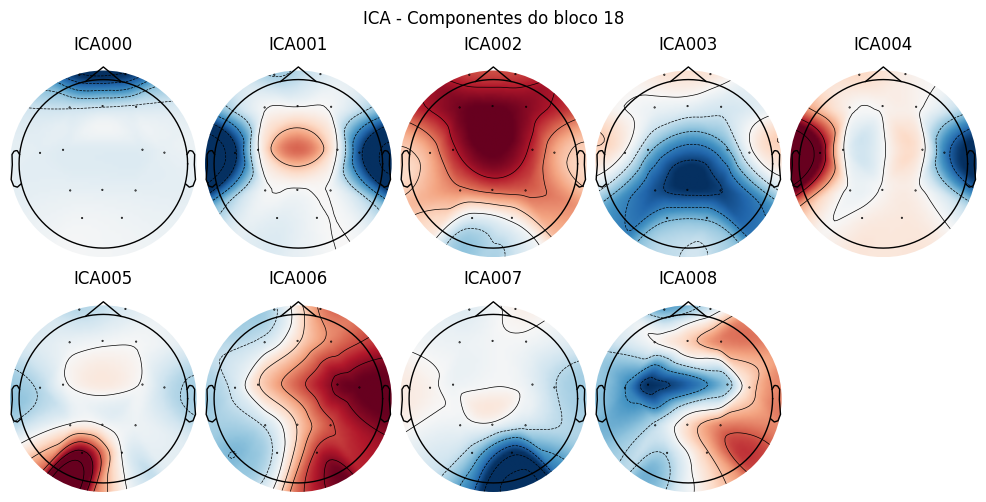 ICA - Componentes do bloco 18
ICA000 ICA001 ICA002 ICA003 ICA004
ICA005 ICA006 ICA007 ICA008